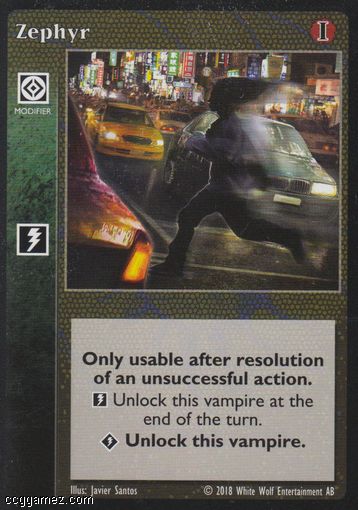 Zephyr
I
MODIFIER
Only usable after resolution
of an unsuccessful action.
Unlock this vampire at the
end of the turn.
Unlock this vampire.
Illus: Javier Santos © 2018 White Wolf Entertainment AB
ccggamez.com